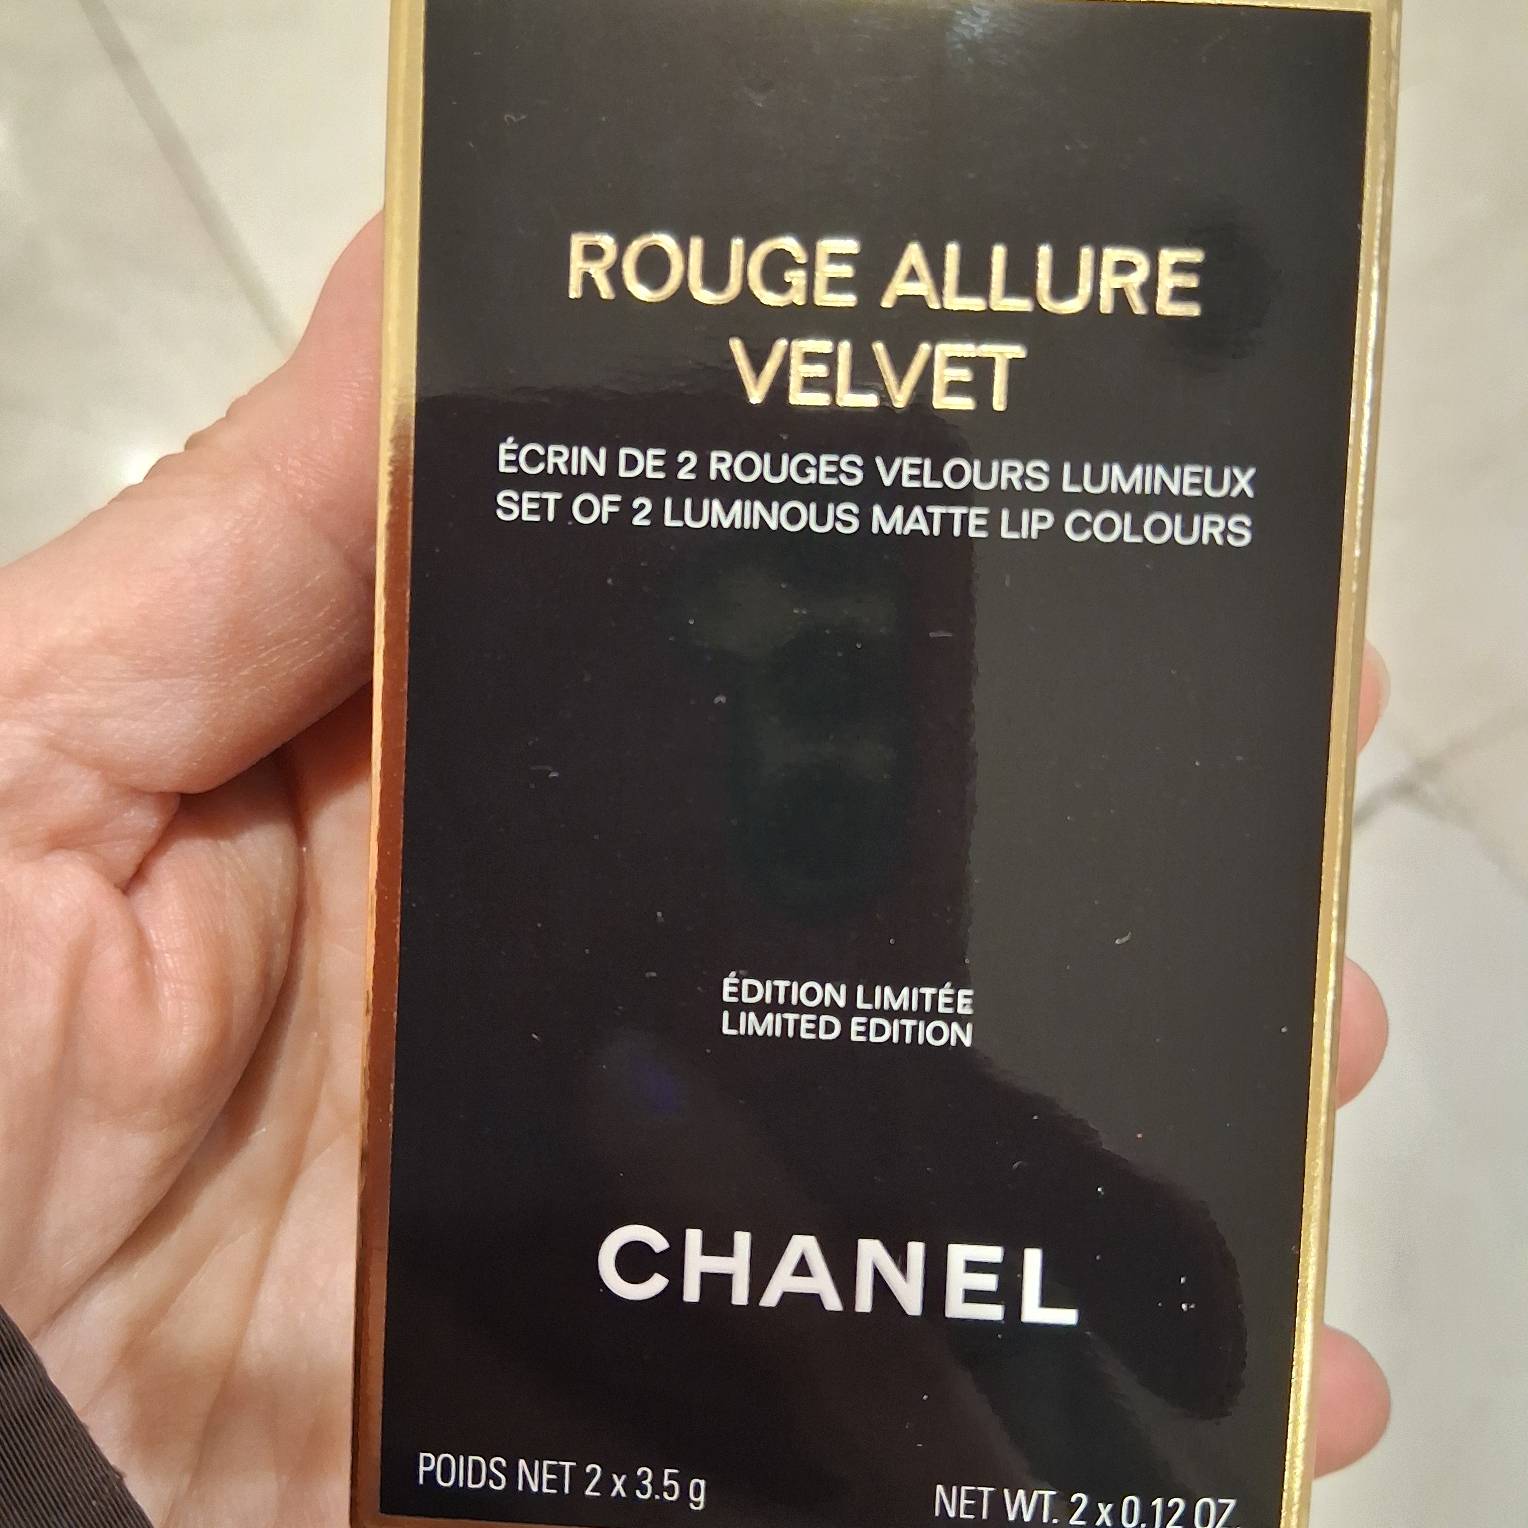 ROUGE ALLURE
VELVET
ÉCRIN DE 2 ROUGES VELOURS LUMINEUX
SET OF 2 LUMINOUS MATTE LIP COLOURS
ÉDITION LIMITÉE
LIMITED EDITION
CHANEL
POIDS NET 2 x 3.5 g
NET WT. 2 x 0.12 OZ.